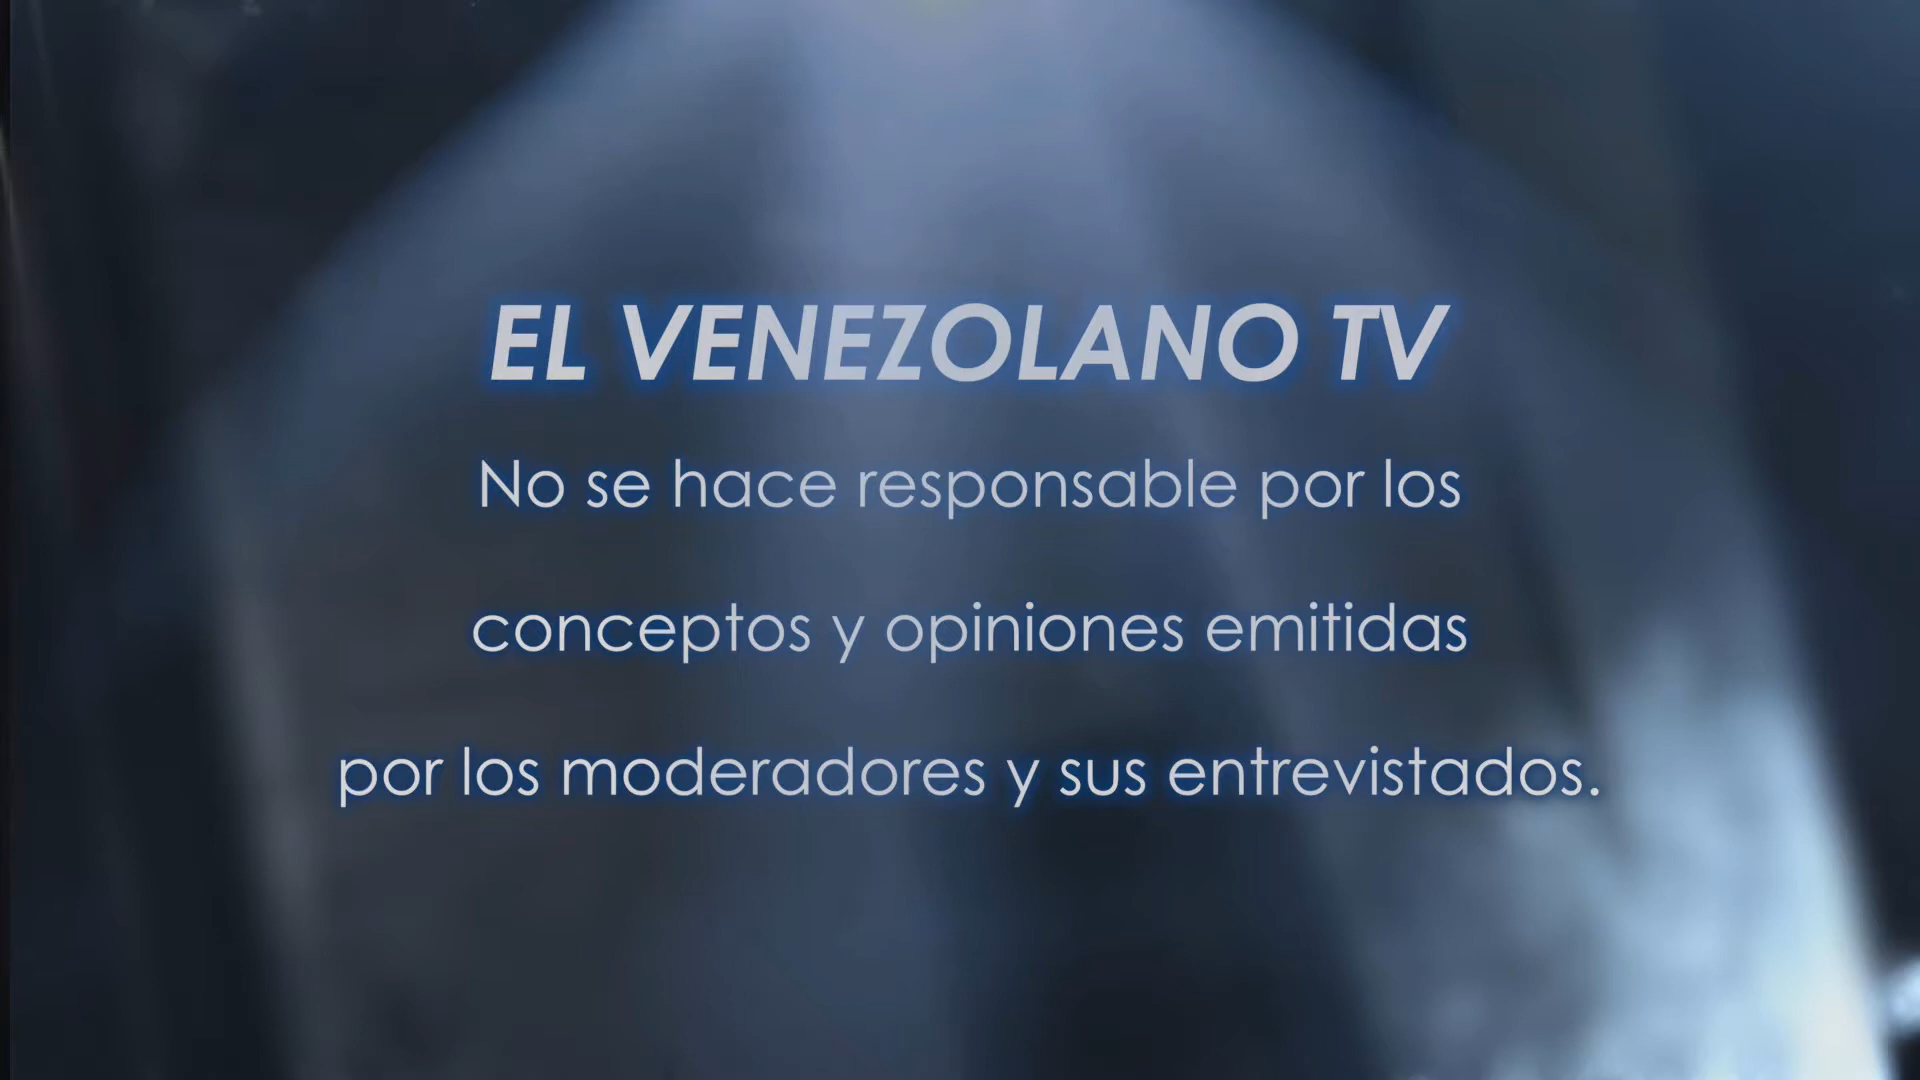 EL VENEZOLANO TV
No se hace responsable por los
conceptos y opiniones emitidas
por los moderadores y sus entrevistados.